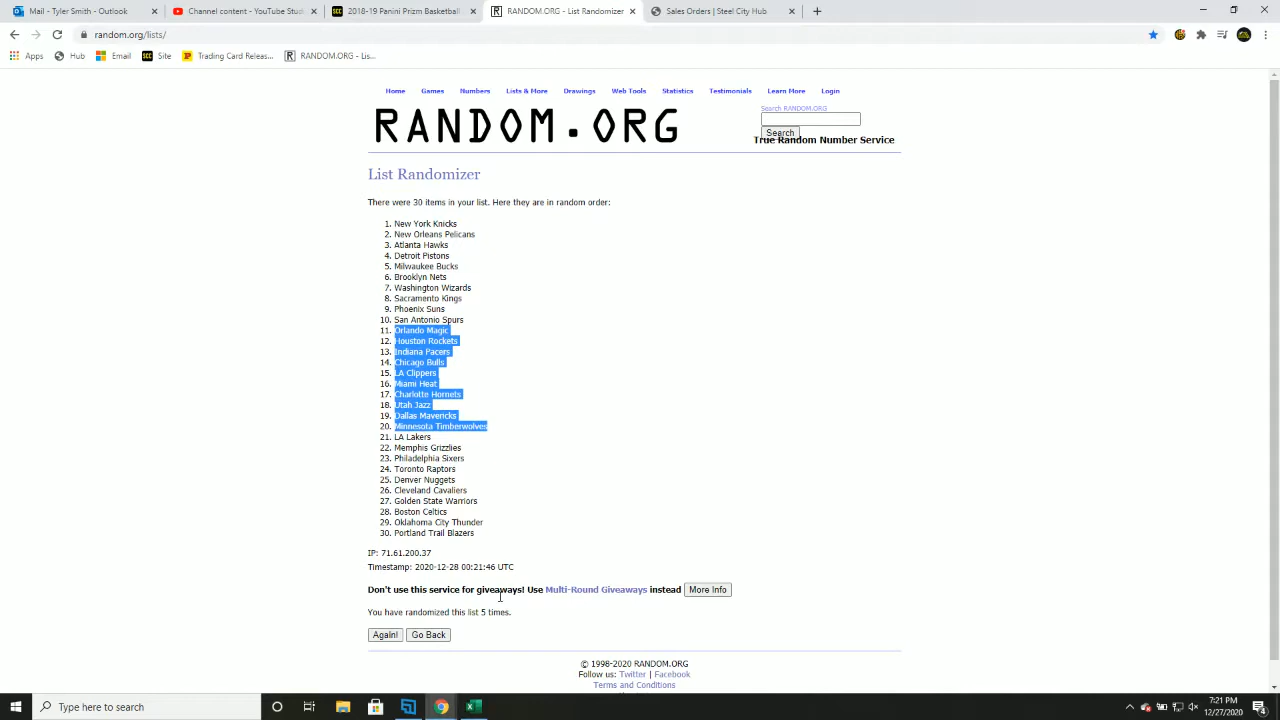 Mail - Tyler Smith - Outlook
Channel content - YouTube Studi
2018-19 Panini Basketball
RANDOM.ORG - List Randomizer
Sales Orders | Steel City
random.org/lists/
Apps
Hub
Email
Site
Trading Card Releas...
RANDOM.ORG - Lis...
Home
Games
Numbers
Lists & More
Drawings
Web Tools
Statistics
Testimonials
Learn More
Login
Search RANDOM.ORG
Search
RANDOM.ORG
True Random Number Service
List Randomizer
There were 30 items in your list. Here they are in random order:
1. New York Knicks
2. New Orleans Pelicans
3. Atlanta Hawks
4. Detroit Pistons
5. Milwaukee Bucks
6. Brooklyn Nets
7. Washington Wizards
8. Sacramento Kings
9. Phoenix Suns
10. San Antonio Spurs
11. Orlando Magic
12. Houston Rockets
13. Indiana Pacers
14. Chicago Bulls
15. LA Clippers
16. Miami Heat
17. Charlotte Hornets
18. Utah Jazz
19. Dallas Mavericks
20. Minnesota Timberwolves
21. LA Lakers
22. Memphis Grizzlies
23. Philadelphia Sixers
24. Toronto Raptors
25. Denver Nuggets
26. Cleveland Cavaliers
27. Golden State Warriors
28. Boston Celtics
29. Oklahoma City Thunder
30. Portland Trail Blazers
IP: 71.61.200.37
Timestamp: 2020-12-28 00:21:46 UTC
Don't use this service for giveaways! Use Multi-Round Giveaways instead More Info
You have randomized this list 5 times.
Again! Go Back
© 1998-2020 RANDOM.ORG
Follow us: Twitter | Facebook
Terms and Conditions
Type here to search
7:21 PM
12/27/2020